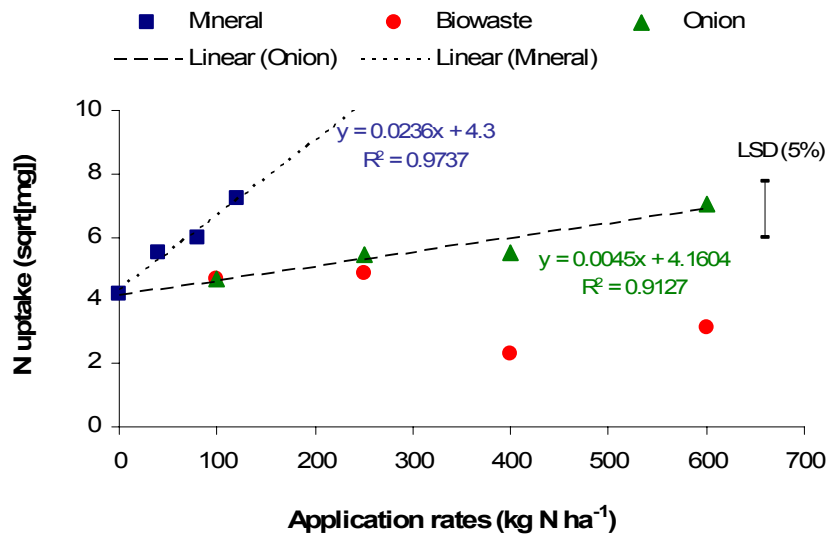 Mineral Biowaste Onion
Linear (Onion) Linear (Mineral)
10
8
6
4
2
0
N uptake (sqrt[mg])
y = 0.0236x + 4.3
R² = 0.9737
LSD (5%)
y = 0.0045x + 4.1604
R² = 0.9127
0 100 200 300 400 500 600 700
Application rates (kg N ha⁻¹)